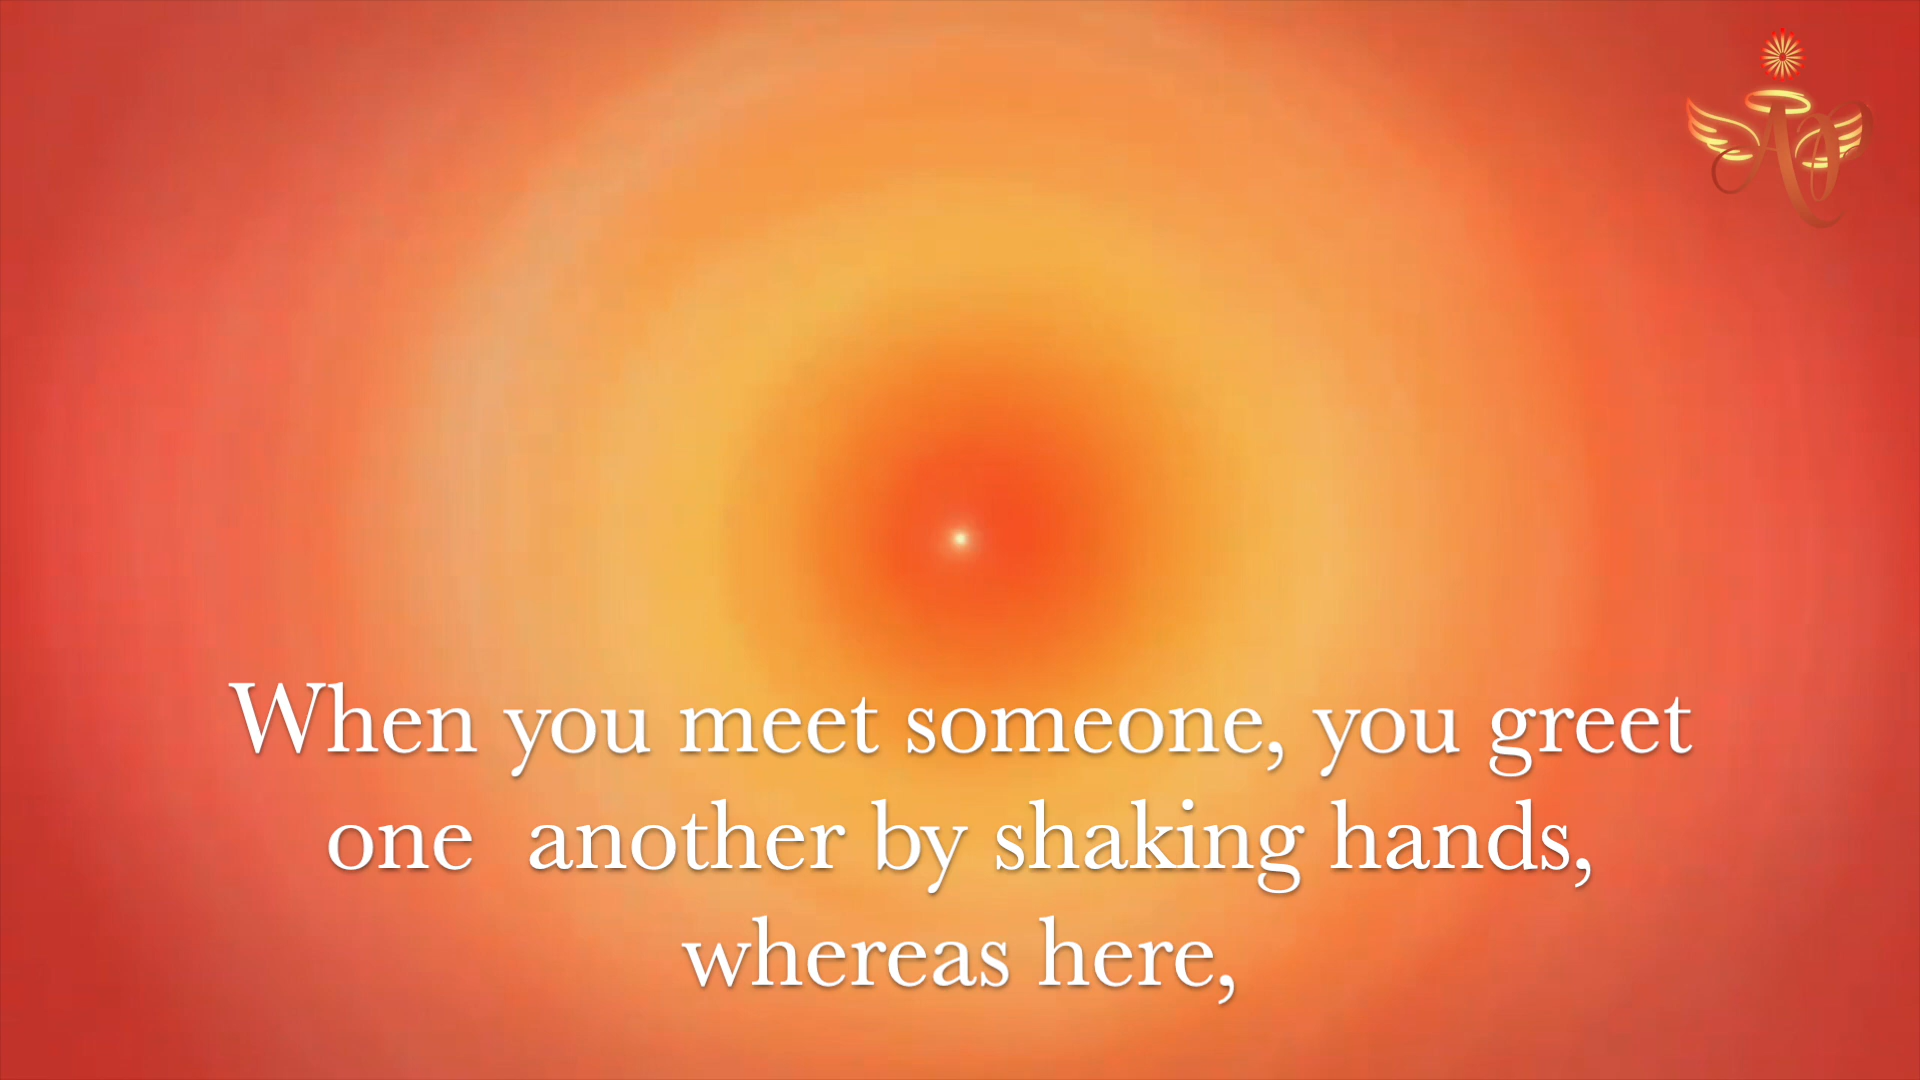 When you meet someone, you greet
one  another by shaking hands,
whereas here,